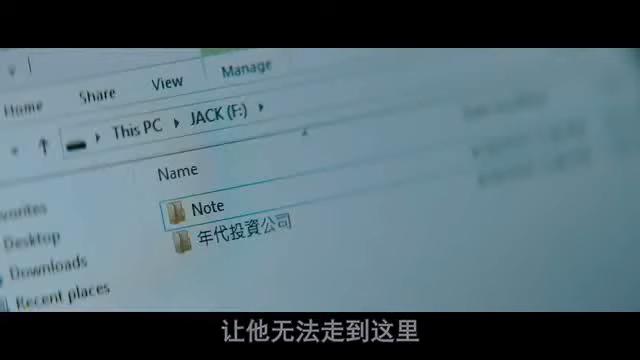 Home Share View Manage
This PC JACK (F:)
Name
Note
年代投資公司
Desktop
Downloads
Recent places
让他无法走到这里